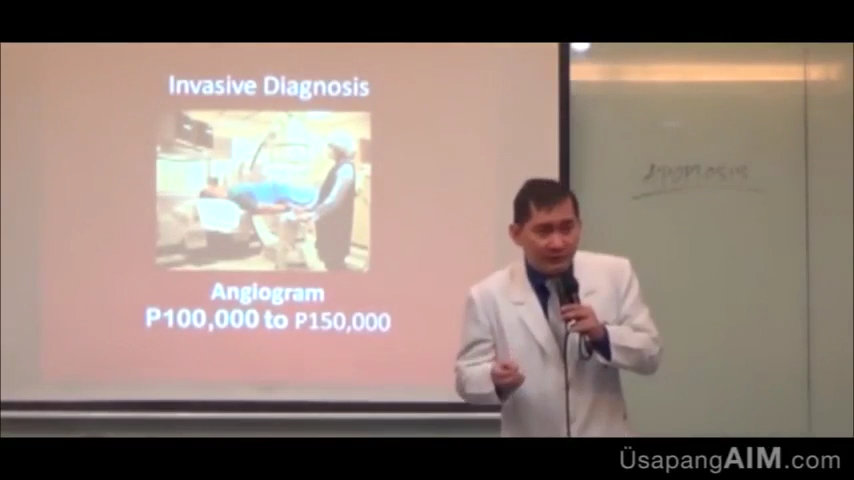 Invasive Diagnosis
Angiogram
P100,000 to P150,000
ÜsapangAIM.com